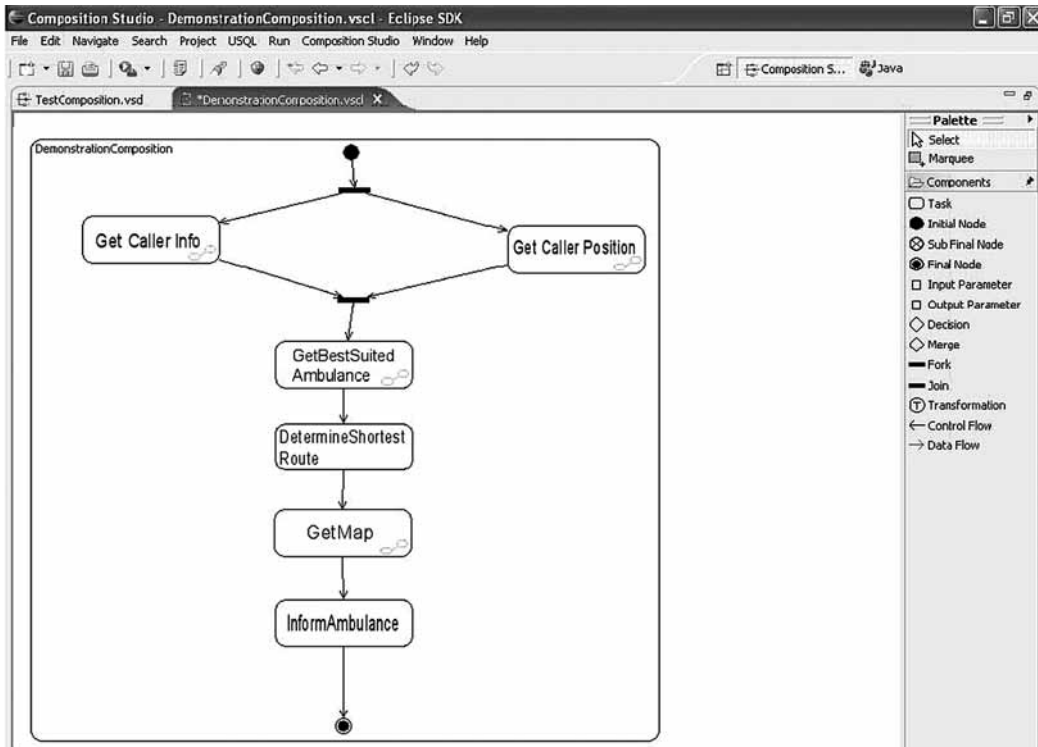 Composition Studio - DemonstrationComposition.vscl - Eclipse SDK
File Edit Navigate Search Project USQL Run Composition Studio Window Help
Composition S... Java
TestComposition.vsd *DemonstrationComposition.vscl X
Palette
Select
Marquee
Components
Task
Initial Node
Sub Final Node
Final Node
Input Parameter
Output Parameter
Decision
Merge
Fork
Join
Transformation
Control Flow
Data Flow
DemonstrationComposition
Get Caller Info
Get Caller Position
GetBestSuited
Ambulance
DetermineShortest
Route
GetMap
InformAmbulance